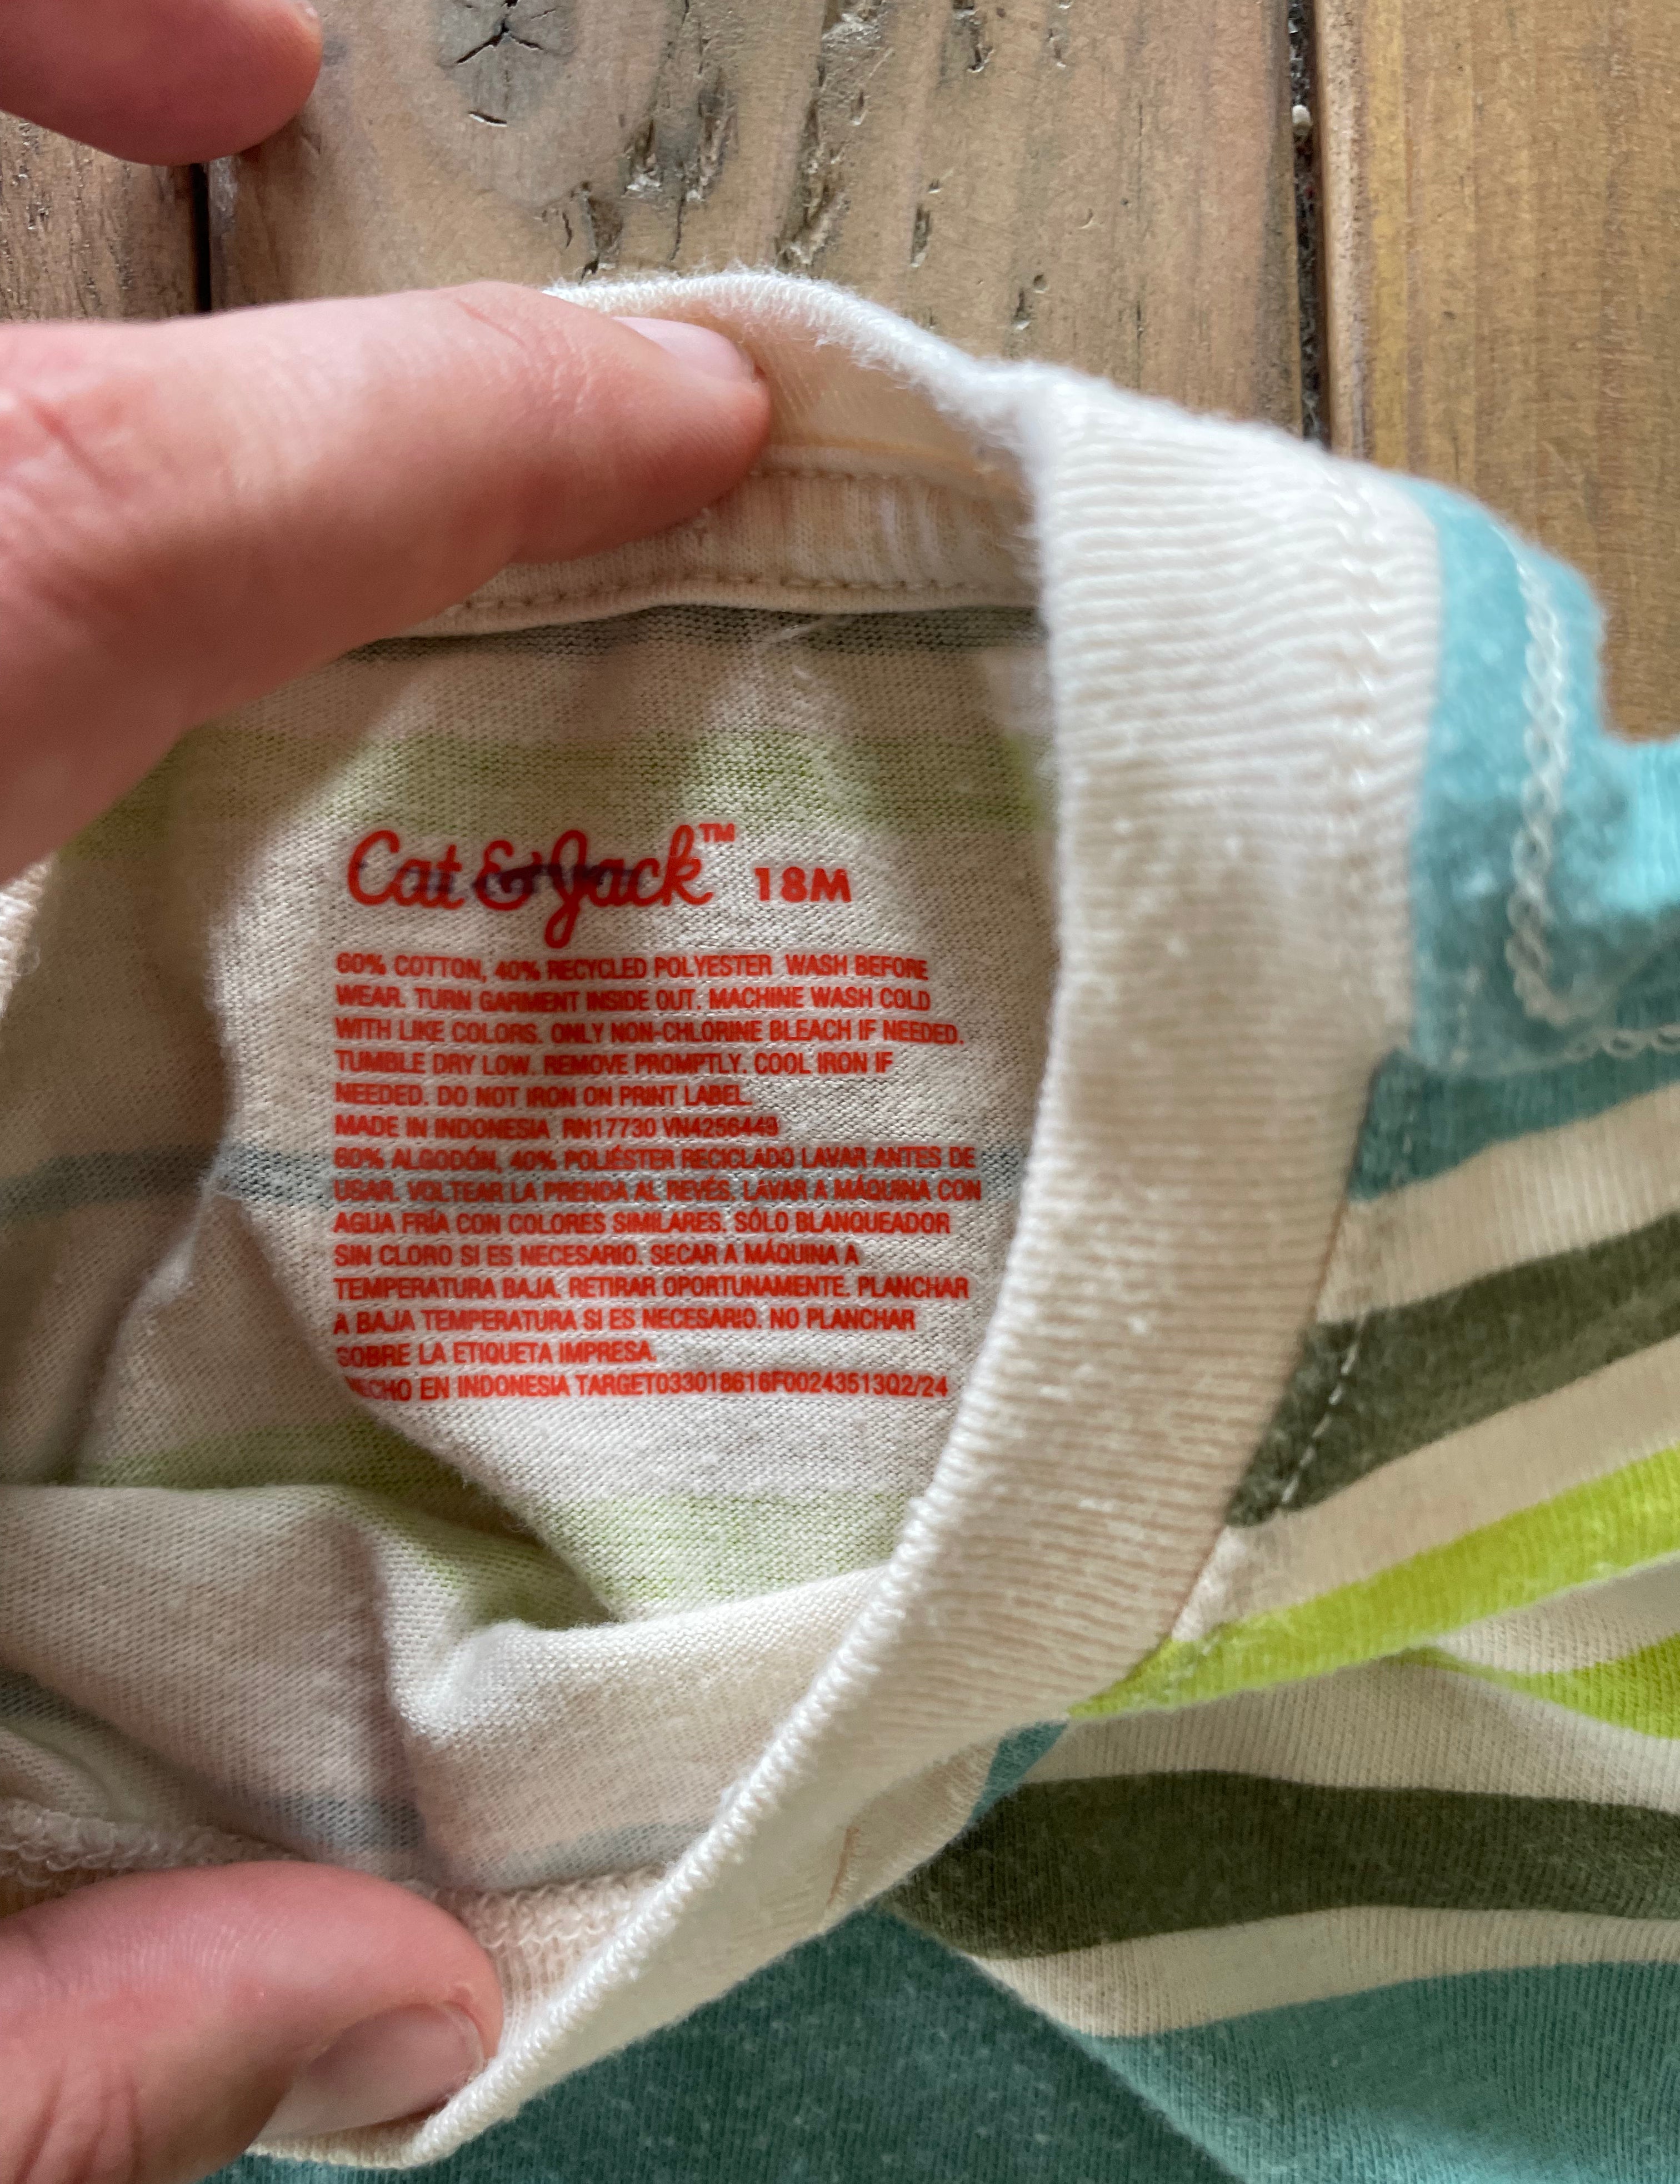 Cat & Jack™ 18M
60% COTTON, 40% RECYCLED POLYESTER WASH BEFORE
WEAR. TURN GARMENT INSIDE OUT. MACHINE WASH COLD
WITH LIKE COLORS. ONLY NON-CHLORINE BLEACH IF NEEDED.
TUMBLE DRY LOW. REMOVE PROMPTLY. COOL IRON IF
NEEDED. DO NOT IRON ON PRINT LABEL.
MADE IN INDONESIA RN17730 VN4256449
60% ALGODÓN, 40% POLIÉSTER RECICLADO LAVAR ANTES DE
USAR. VOLTEAR LA PRENDA AL REVÉS. LAVAR A MÁQUINA CON
AGUA FRÍA CON COLORES SIMILARES. SÓLO BLANQUEADOR
SIN CLORO SI ES NECESARIO. SECAR A MÁQUINA A
TEMPERATURA BAJA. RETIRAR OPORTUNAMENTE. PLANCHAR
A BAJA TEMPERATURA SI ES NECESARIO. NO PLANCHAR
SOBRE LA ETIQUETA IMPRESA.
HECHO EN INDONESIA TARGET033018616F00243513Q2/24